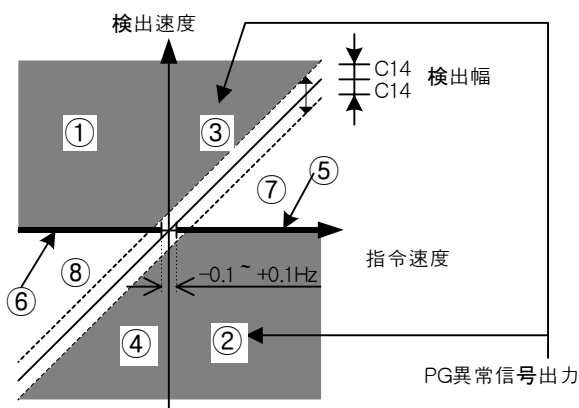 検出速度
C14
C14
検出幅
①
③
⑦
⑤
指令速度
⑧
⑥
−0.1~+0.1Hz
④
②
PG異常信号出力